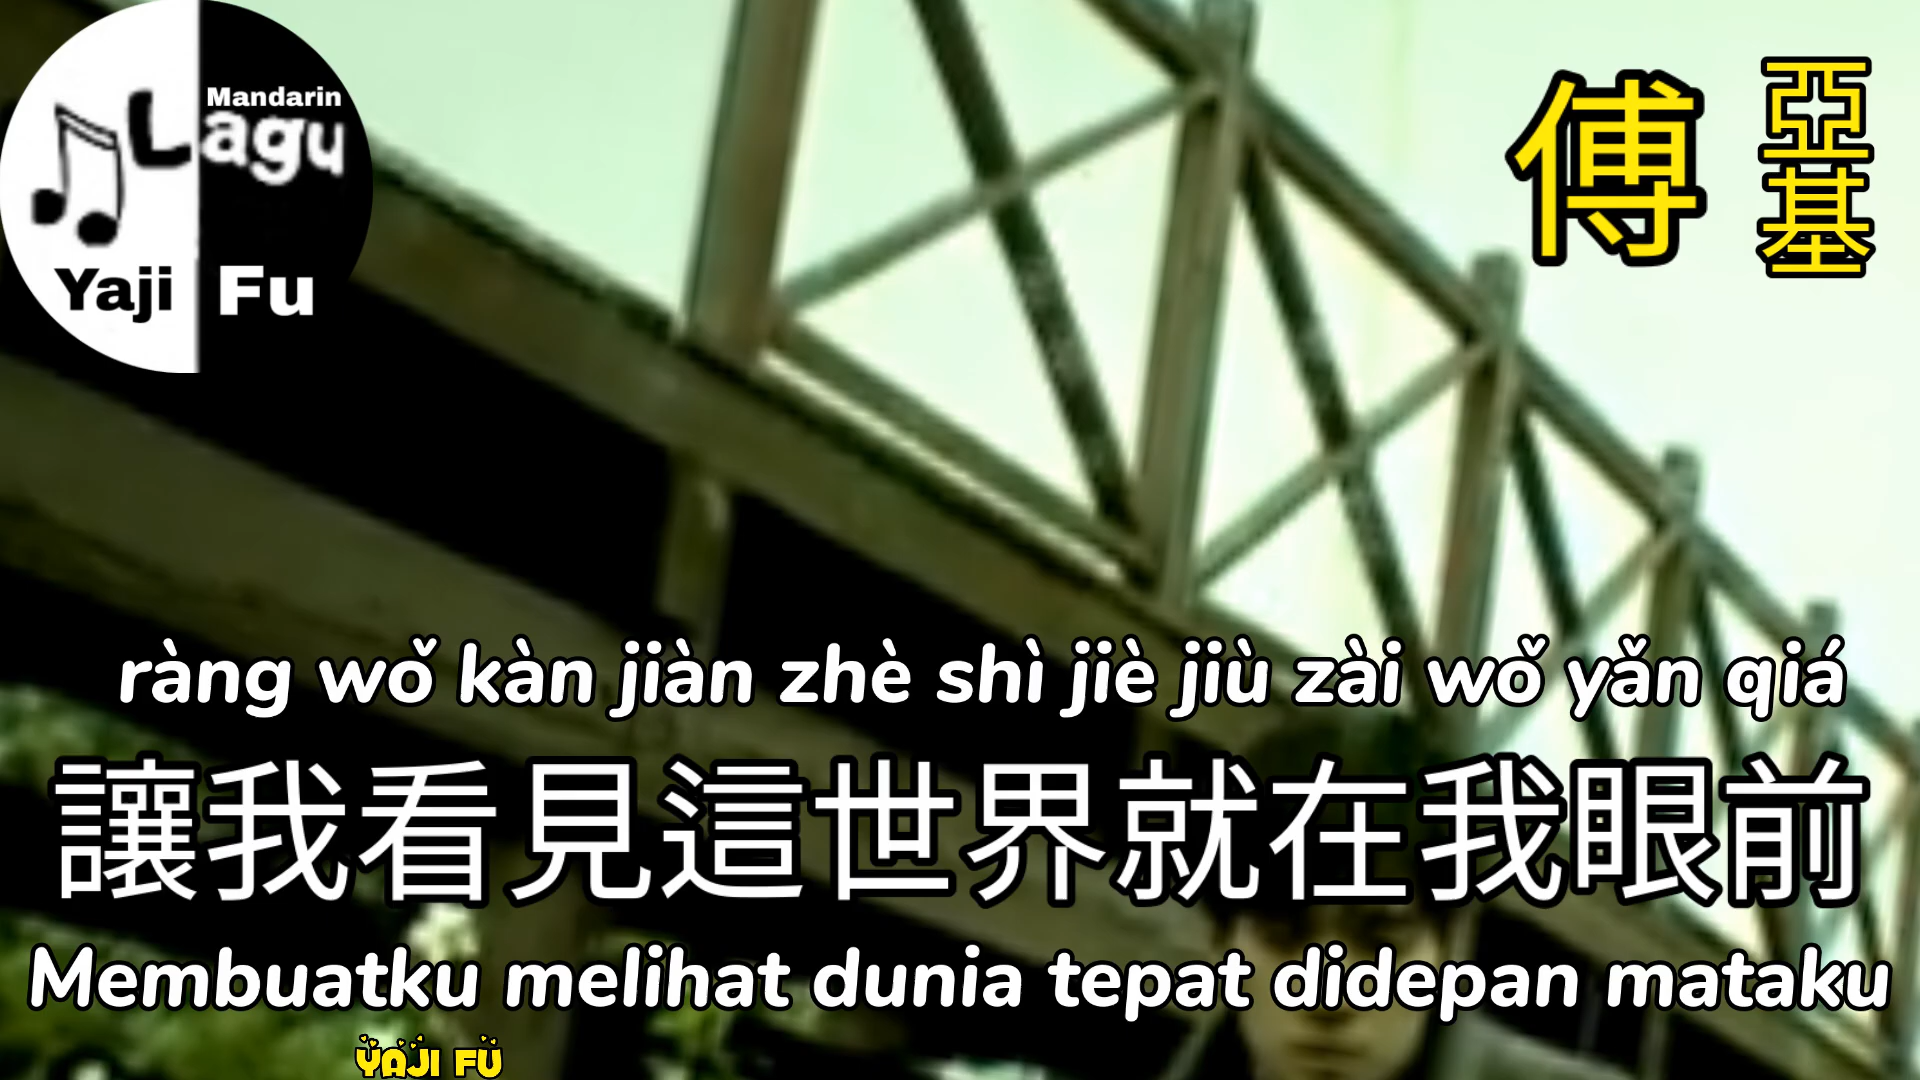 Mandarin
Lagu
Yaji Fu
傅
亞基
ràng wǒ kàn jiàn zhè shì jiè jiù zài wǒ yǎn qiá
讓我看見這世界就在我眼前
Membuatku melihat dunia tepat didepan mataku
YAJI FU